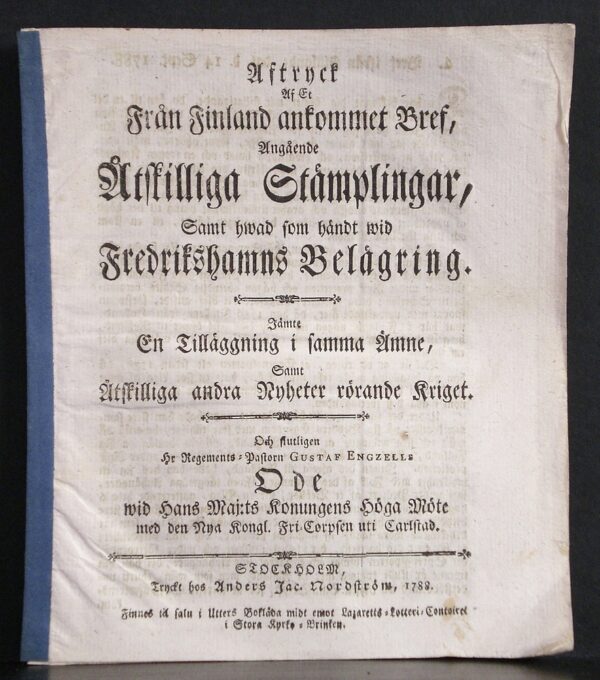 Aftryck
Af Et
Från Finland ankommet Bref,
Angående
Åtskilliga Stämplingar,
Samt hwad som händt wid
Fredrikshamns Belägring.
Jämte
En Tilläggning i samma Ämne,
Samt
Åtskilliga andra Nyheter rörande Kriget.
Och slutligen
Hr Regements-Pastorn GUSTAF ENGZELLS
Ode
wid Hans Maj:ts Konungens Höga Möte
med den Nya Kongl. Fri-Corpsen uti Carlstad.
STOCKHOLM,
Tryckt hos Anders Jac. Nordström, 1788.
Finnes til salu i Utters Boklåda midt emot Lazaretts-Lotteri-Contoiret
i Stora Kyrko-Brinken.